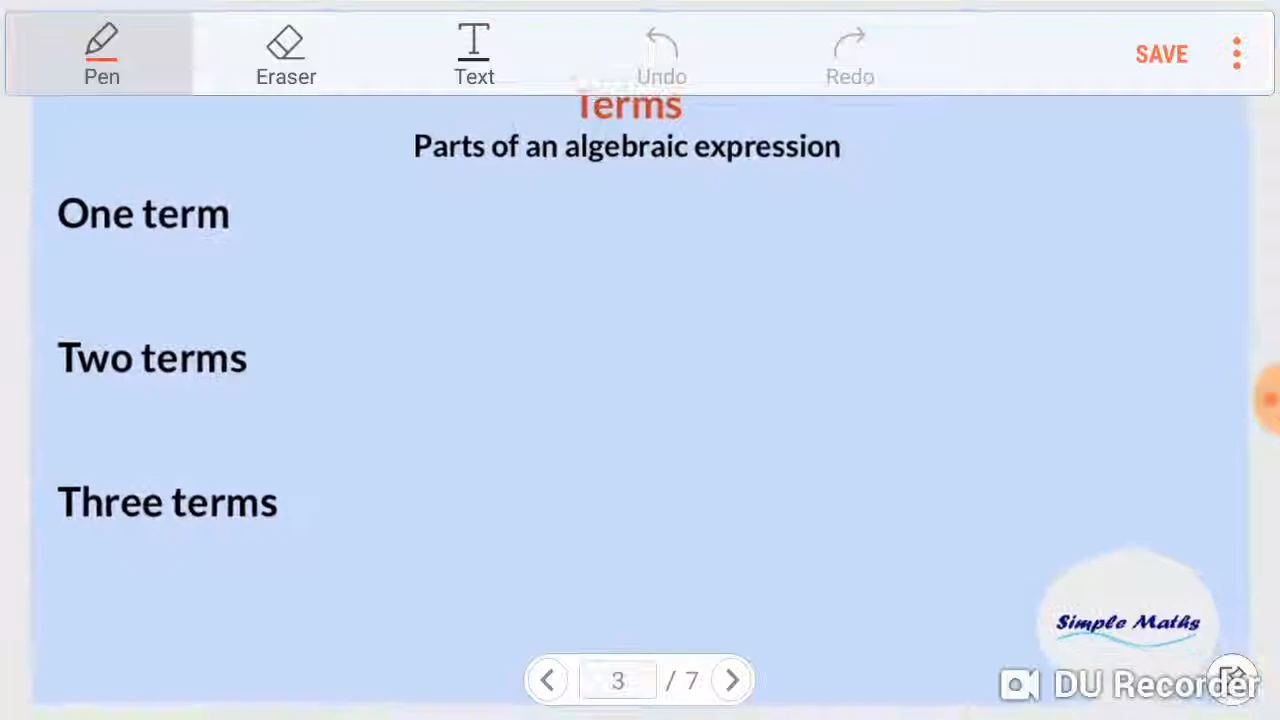 Pen
Eraser
Text
Undo
Redo
SAVE
Terms
Parts of an algebraic expression
One term
Two terms
Three terms
Simple Maths
3 / 7
DU Recorder